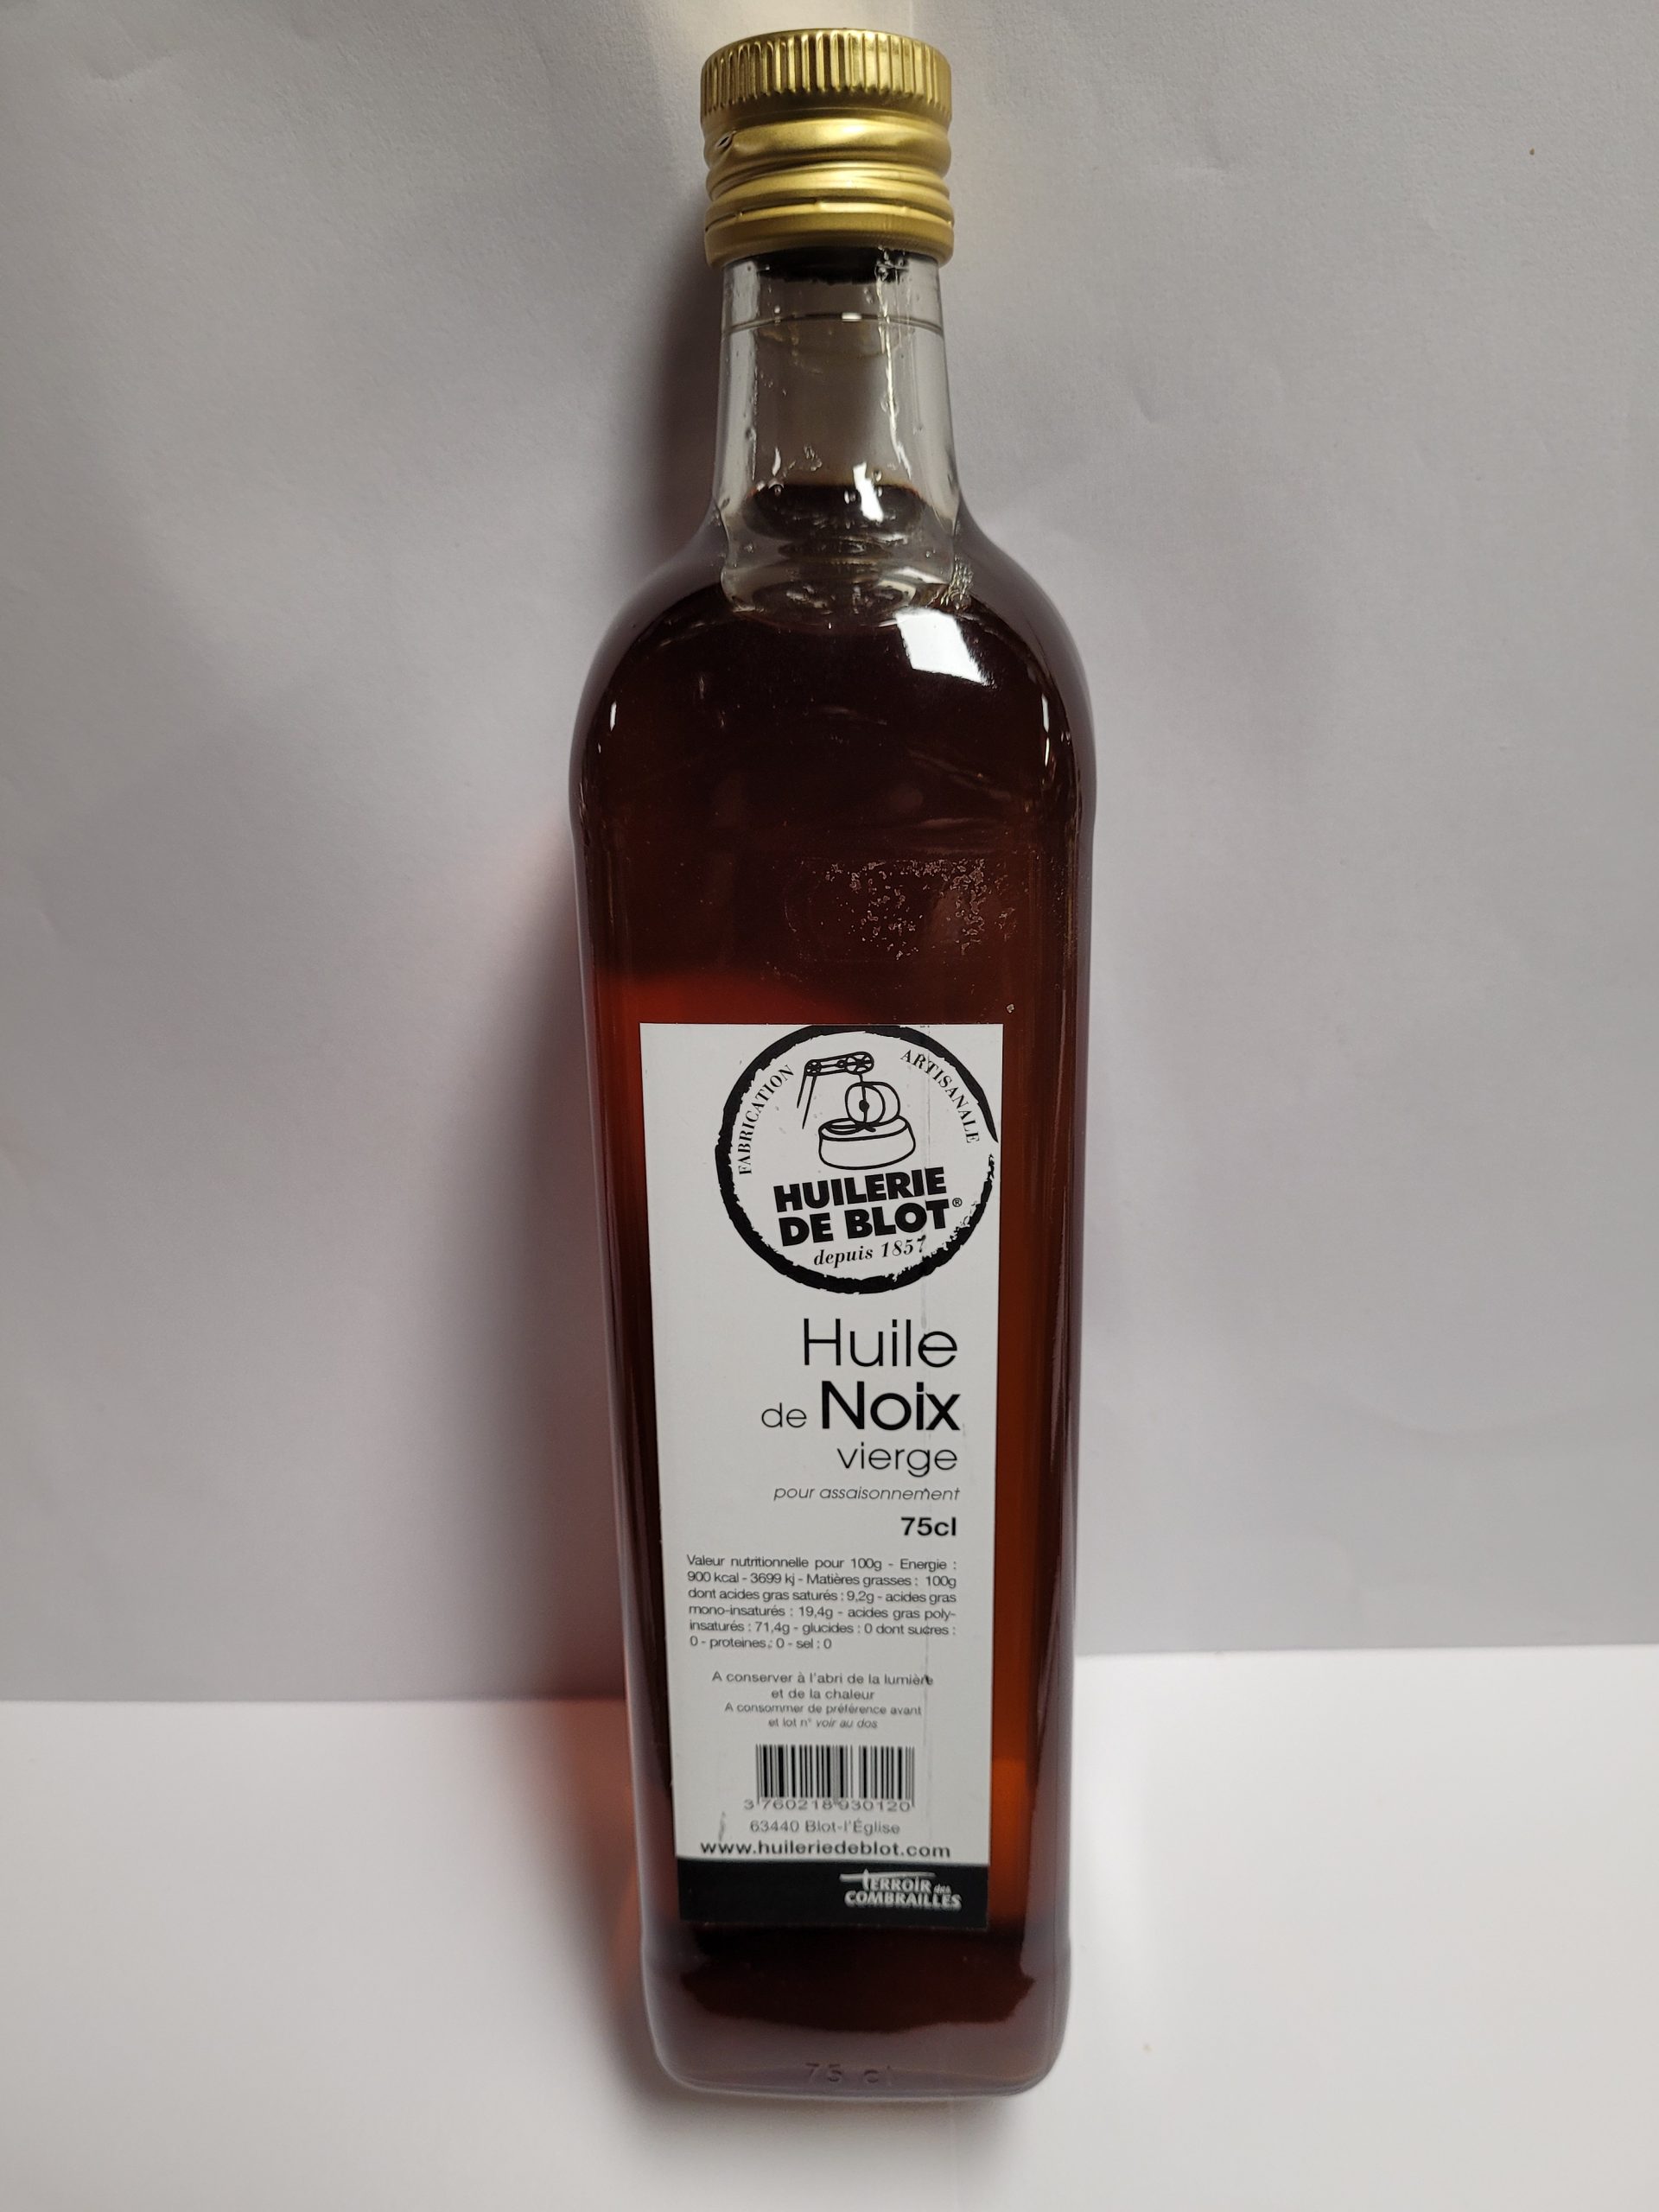 FABRICATION ARTISANALE
HUILERIE
DE BLOT®
depuis 1857
Huile
de Noix
vierge
pour assaisonnement
75cl
Valeur nutritionnelle pour 100g - Energie :
900 kcal - 3699 kj - Matières grasses : 100g
dont acides gras saturés : 9,2g - acides gras
mono-insaturés : 19,4g - acides gras poly-
insaturés : 71,4g - glucides : 0 dont sucres :
0 - proteines : 0 - sel : 0
A conserver à l'abri de la lumière
et de la chaleur
A consommer de préférence avant
et lot n° voir au dos
3 760218 930120
63440 Blot-l'Église
www.huileriedeblot.com
TERROIR des
COMBRAILLES
75 cl